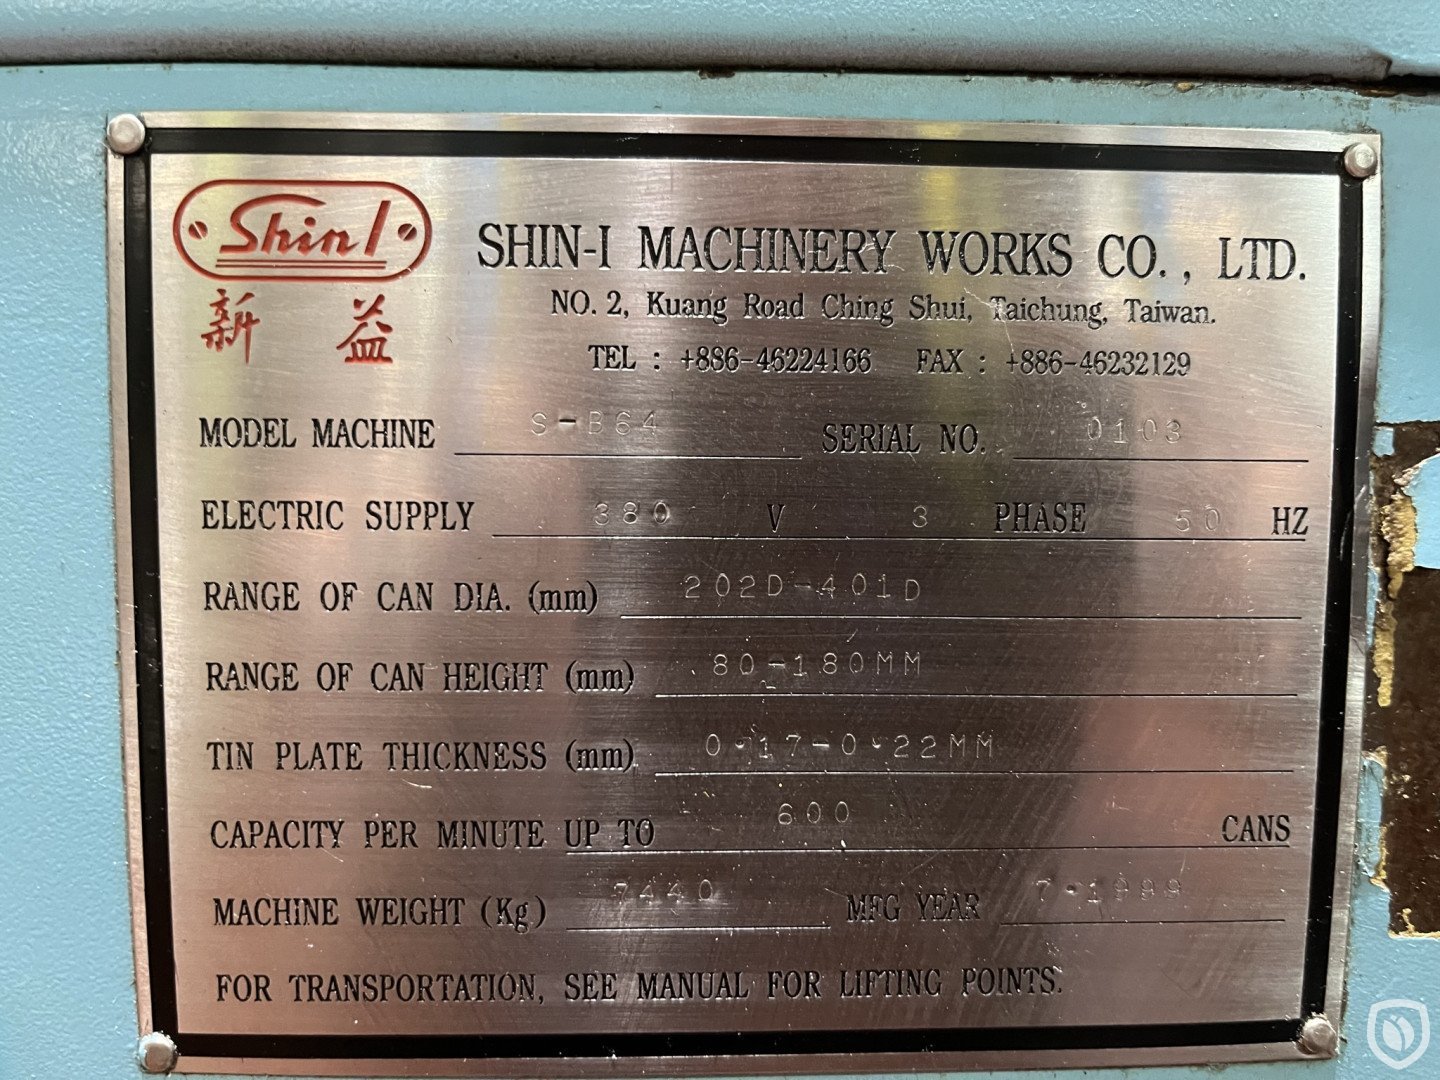 Shin I
新益
SHIN-I MACHINERY WORKS CO., LTD.
NO. 2, Kuang Road Ching Shui, Taichung, Taiwan.
TEL : +886-46224166 FAX : +886-46232129
MODEL MACHINE S-B64 SERIAL NO. 0103
ELECTRIC SUPPLY 380 V 3 PHASE 50 HZ
RANGE OF CAN DIA. (mm) 202D-401D
RANGE OF CAN HEIGHT (mm) 80-180MM
TIN PLATE THICKNESS (mm) 0·17-0·22MM
CAPACITY PER MINUTE UP TO 600 CANS
MACHINE WEIGHT (Kg) 7440 MFG YEAR 7·1999
FOR TRANSPORTATION, SEE MANUAL FOR LIFTING POINTS.